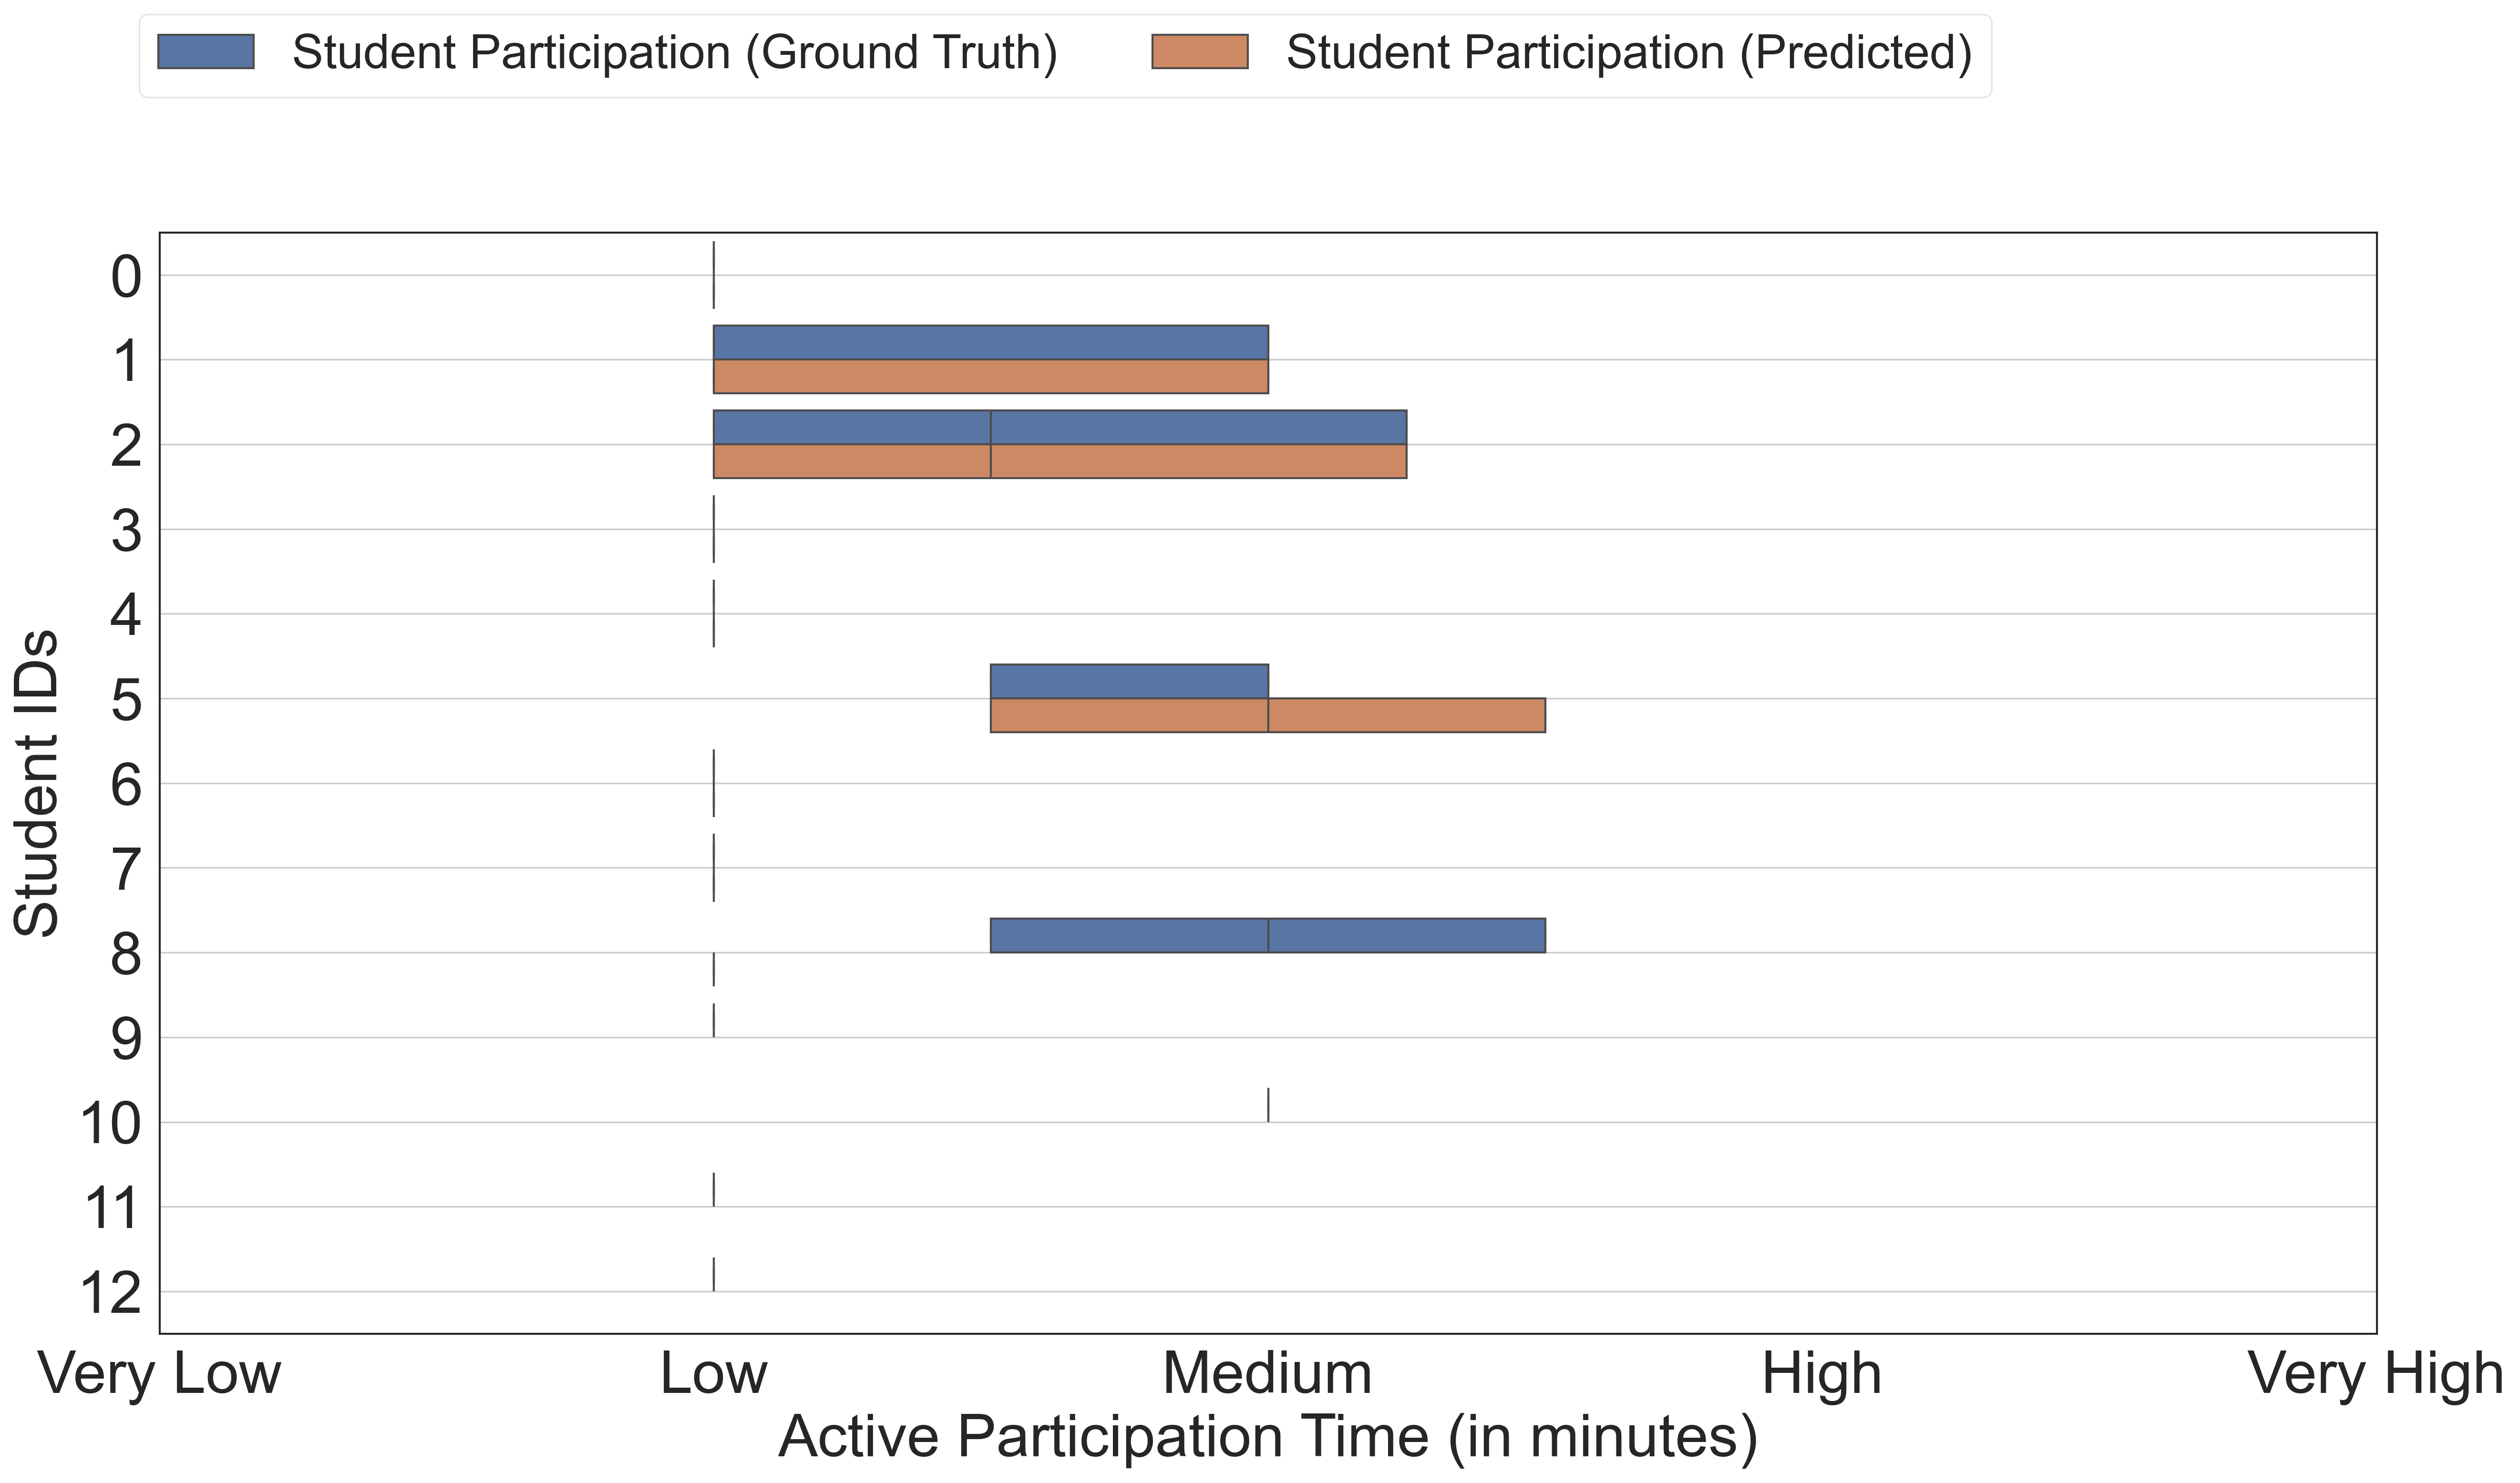 Student Participation (Ground Truth)
Student Participation (Predicted)
0
1
2
3
4
5
6
7
8
9
10
11
12
Student IDs
Very Low
Low
Medium
High
Very High
Active Participation Time (in minutes)